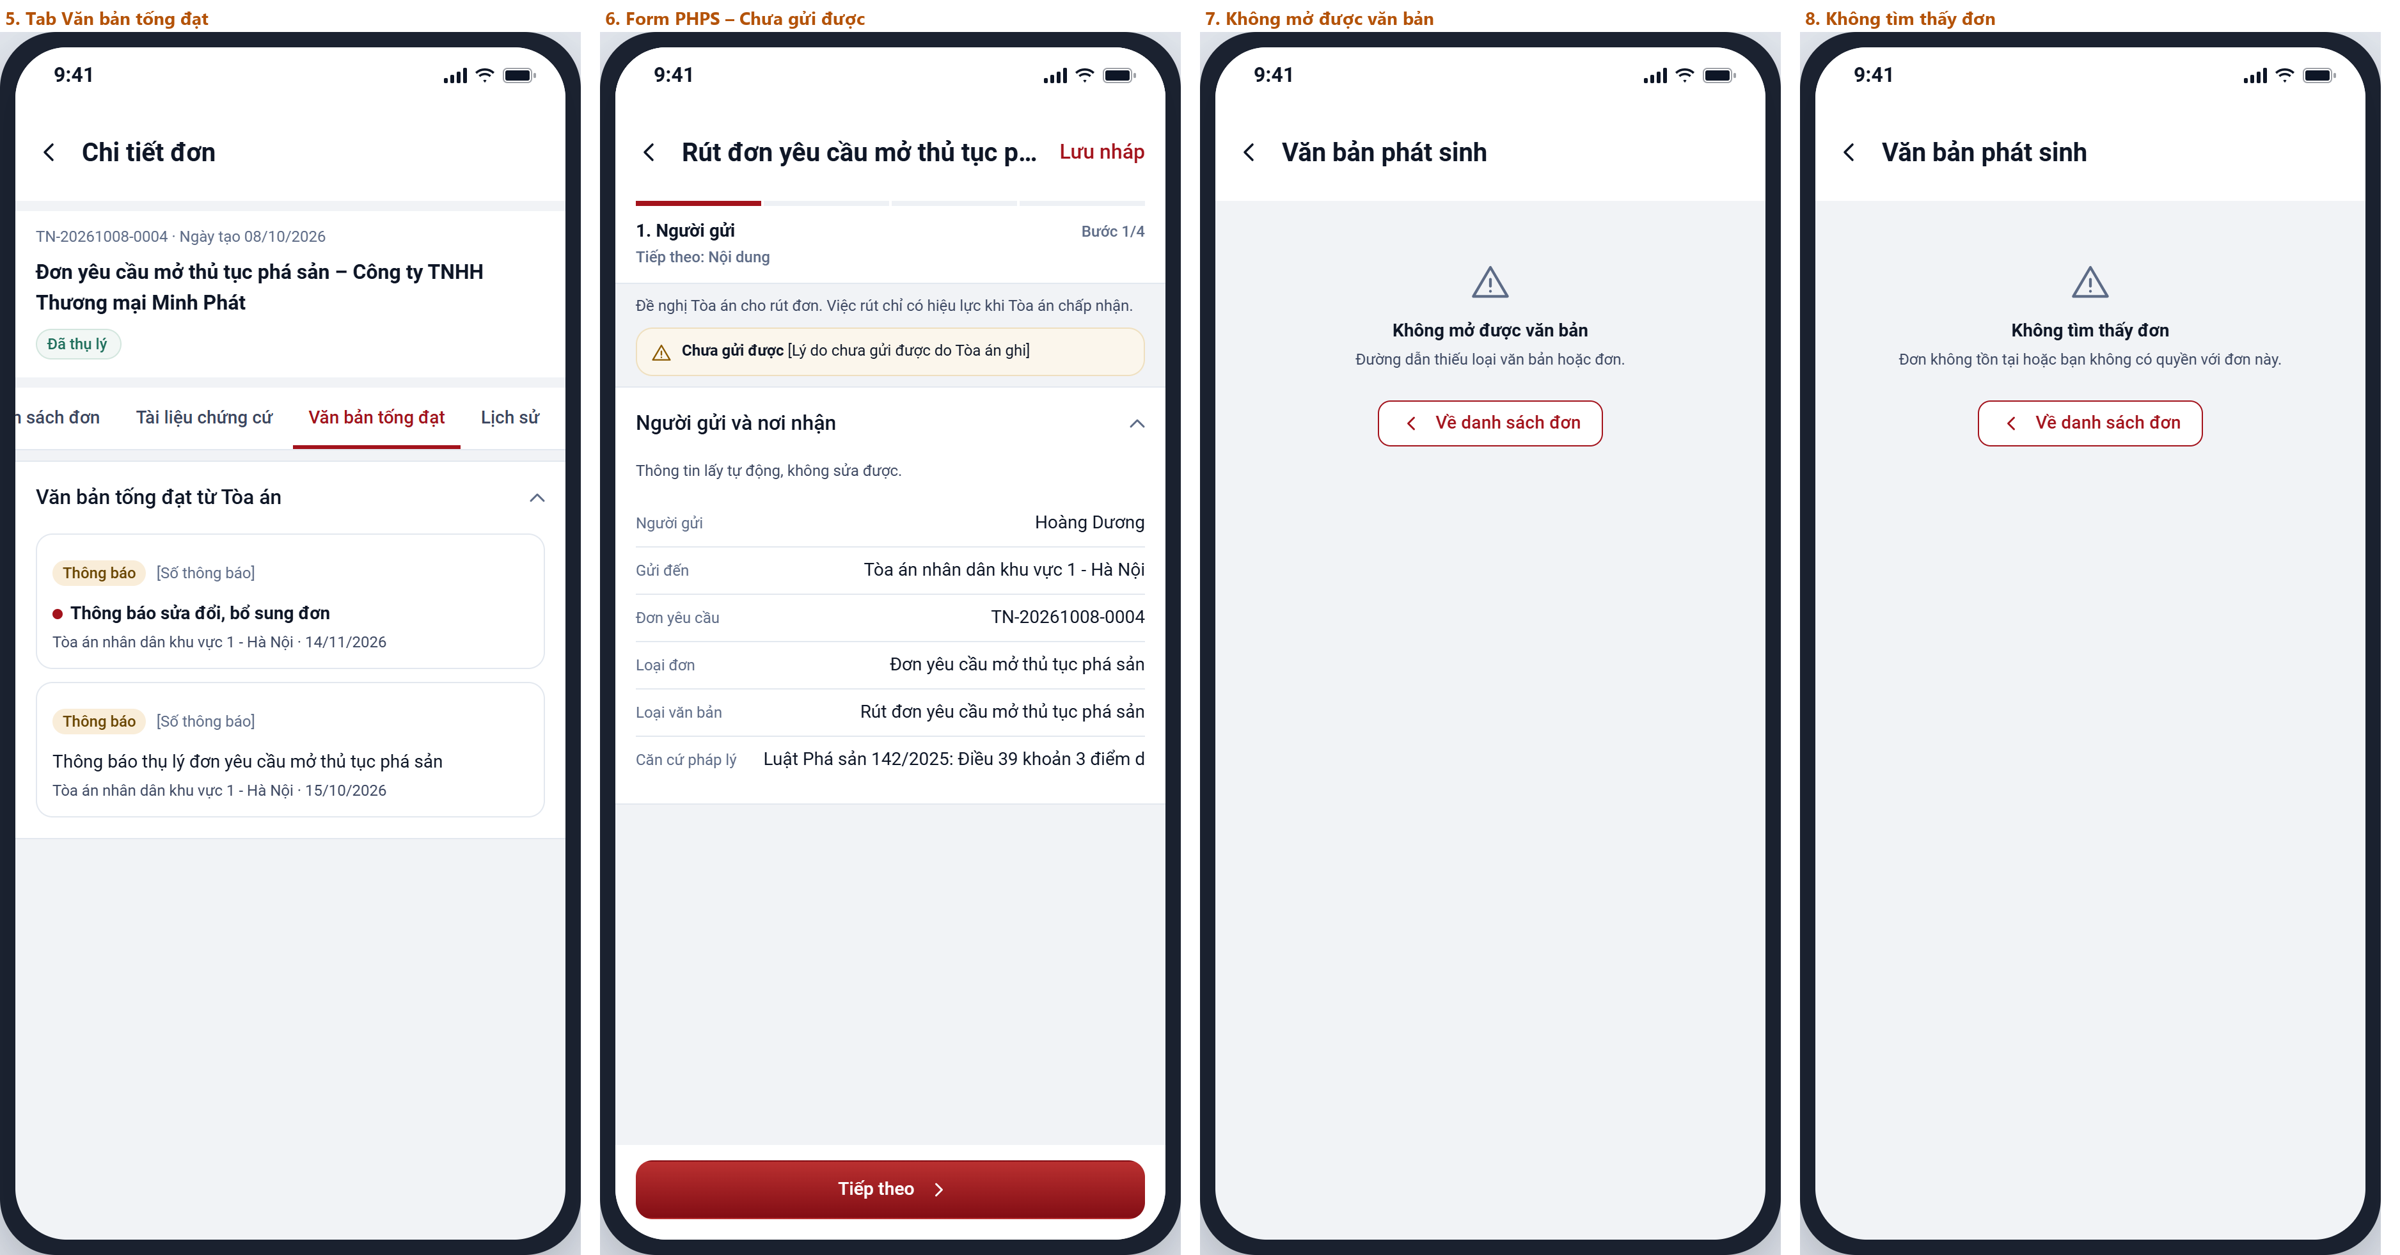 5. Tab Văn bản tống đạt
9:41
Chi tiết đơn
TN-20261008-0004 · Ngày tạo 08/10/2026
Đơn yêu cầu mở thủ tục phá sản – Công ty TNHH
Thương mại Minh Phát
Đã thụ lý
n sách đơn
Tài liệu chứng cứ
Văn bản tống đạt
Lịch sử
Văn bản tống đạt từ Tòa án
Thông báo [Số thông báo]
Thông báo sửa đổi, bổ sung đơn
Tòa án nhân dân khu vực 1 - Hà Nội · 14/11/2026
Thông báo [Số thông báo]
Thông báo thụ lý đơn yêu cầu mở thủ tục phá sản
Tòa án nhân dân khu vực 1 - Hà Nội · 15/10/2026
6. Form PHPS – Chưa gửi được
9:41
Rút đơn yêu cầu mở thủ tục p...
Lưu nháp
1. Người gửi
Bước 1/4
Tiếp theo: Nội dung
Đề nghị Tòa án cho rút đơn. Việc rút chỉ có hiệu lực khi Tòa án chấp nhận.
Chưa gửi được [Lý do chưa gửi được do Tòa án ghi]
Người gửi và nơi nhận
Thông tin lấy tự động, không sửa được.
Người gửi
Hoàng Dương
Gửi đến
Tòa án nhân dân khu vực 1 - Hà Nội
Đơn yêu cầu
TN-20261008-0004
Loại đơn
Đơn yêu cầu mở thủ tục phá sản
Loại văn bản
Rút đơn yêu cầu mở thủ tục phá sản
Căn cứ pháp lý
Luật Phá sản 142/2025: Điều 39 khoản 3 điểm d
Tiếp theo
7. Không mở được văn bản
9:41
Văn bản phát sinh
Không mở được văn bản
Đường dẫn thiếu loại văn bản hoặc đơn.
Về danh sách đơn
8. Không tìm thấy đơn
9:41
Văn bản phát sinh
Không tìm thấy đơn
Đơn không tồn tại hoặc bạn không có quyền với đơn này.
Về danh sách đơn